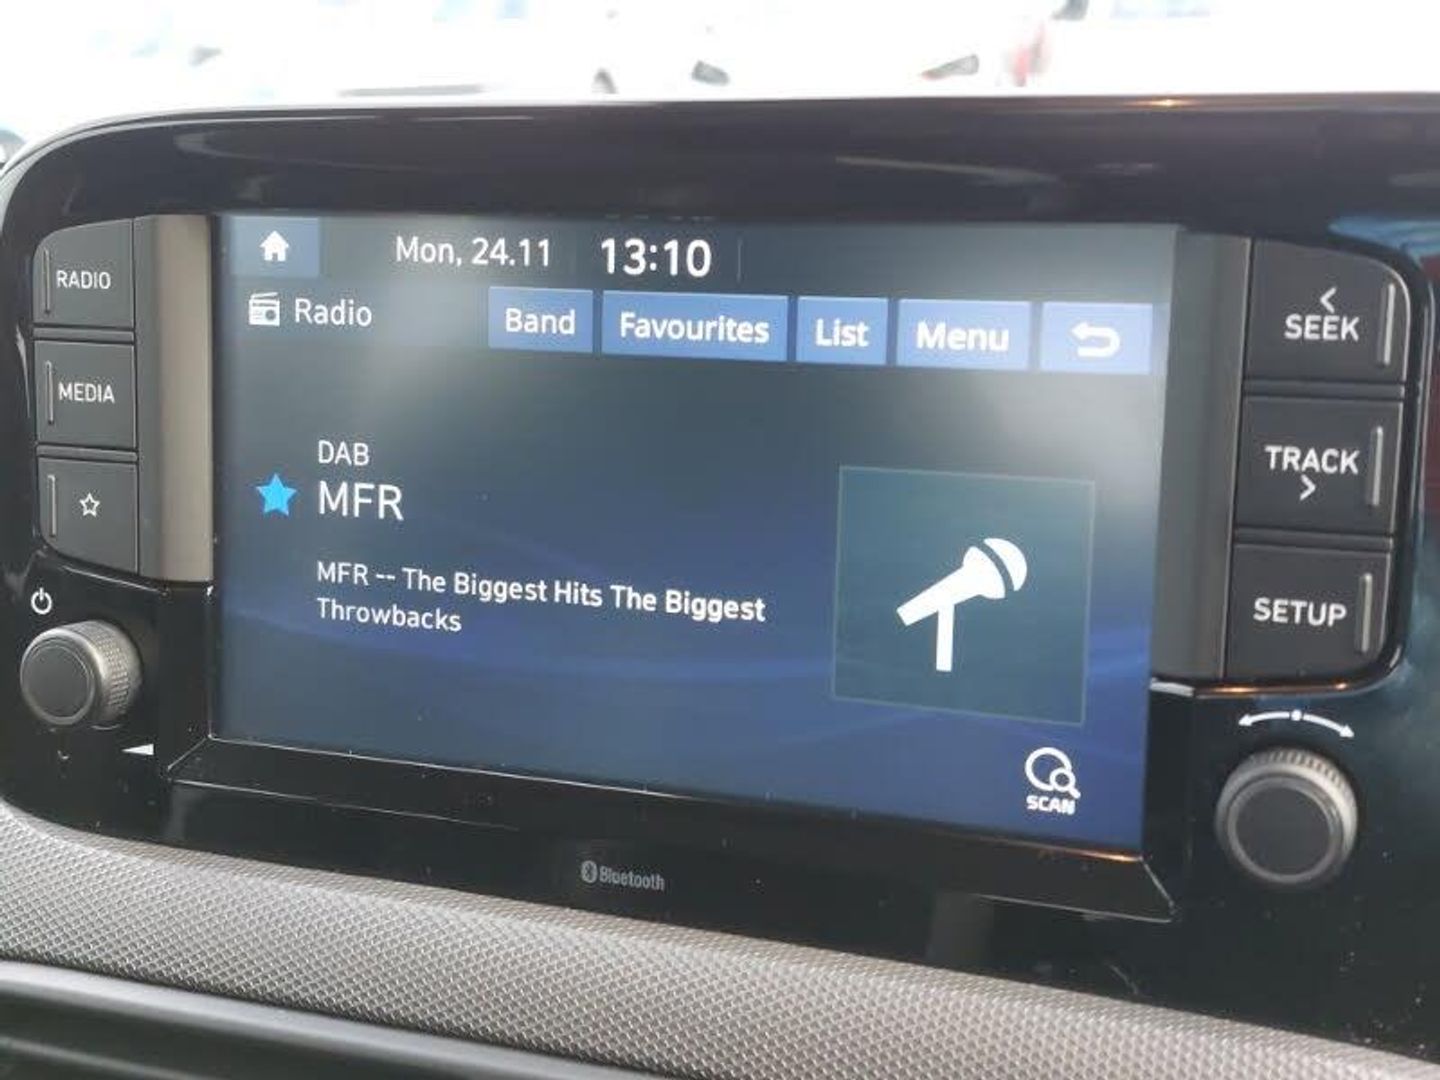 Mon, 24.11 13:10
Radio Band Favourites List Menu
RADIO
MEDIA
DAB
MFR
MFR -- The Biggest Hits The Biggest
Throwbacks
SCAN
< SEEK
TRACK >
SETUP
Bluetooth